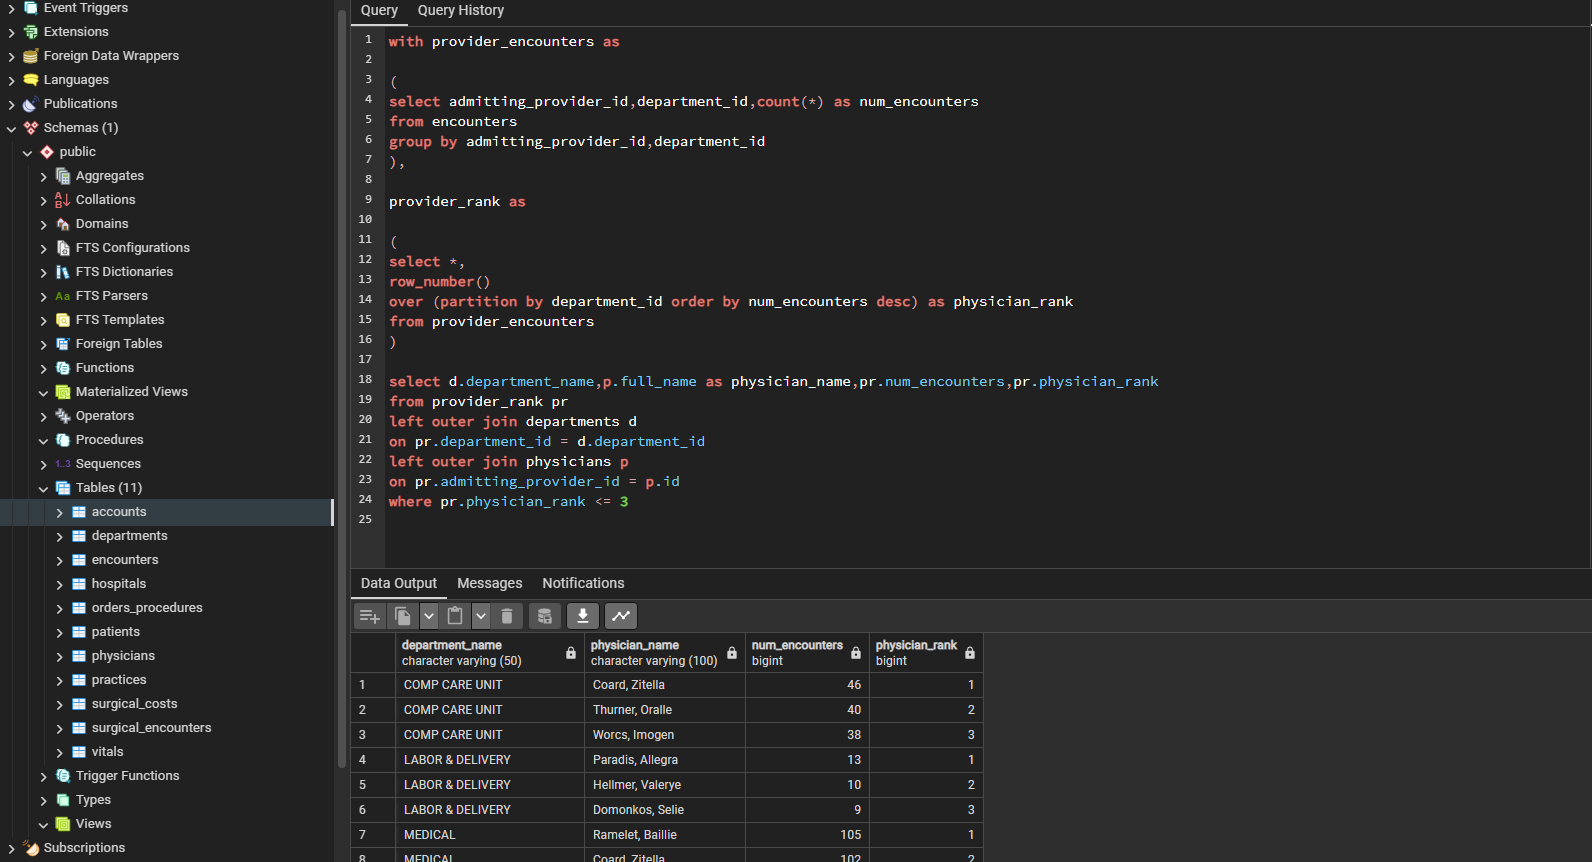 Event Triggers
Extensions
Foreign Data Wrappers
Languages
Publications
Schemas (1)
public
Aggregates
Collations
Domains
FTS Configurations
FTS Dictionaries
Aa FTS Parsers
FTS Templates
Foreign Tables
Functions
Materialized Views
Operators
Procedures
1..3 Sequences
Tables (11)
accounts
departments
encounters
hospitals
orders_procedures
patients
physicians
practices
surgical_costs
surgical_encounters
vitals
Trigger Functions
Types
Views
Subscriptions
Query Query History
1 with provider_encounters as
2
3 (
4 select admitting_provider_id,department_id,count(*) as num_encounters
5 from encounters
6 group by admitting_provider_id,department_id
7 ),
8
9 provider_rank as
10
11 (
12 select *,
13 row_number()
14 over (partition by department_id order by num_encounters desc) as physician_rank
15 from provider_encounters
16 )
17
18 select d.department_name,p.full_name as physician_name,pr.num_encounters,pr.physician_rank
19 from provider_rank pr
20 left outer join departments d
21 on pr.department_id = d.department_id
22 left outer join physicians p
23 on pr.admitting_provider_id = p.id
24 where pr.physician_rank <= 3
25
Data Output Messages Notifications
department_name physician_name num_encounters physician_rank
character varying (50) character varying (100) bigint bigint
1 COMP CARE UNIT Coard, Zitella 46 1
2 COMP CARE UNIT Thurner, Oralle 40 2
3 COMP CARE UNIT Worcs, Imogen 38 3
4 LABOR & DELIVERY Paradis, Allegra 13 1
5 LABOR & DELIVERY Hellmer, Valerye 10 2
6 LABOR & DELIVERY Domonkos, Selie 9 3
7 MEDICAL Ramelet, Baillie 105 1
8 MEDICAL Coard, Zitella 102 2